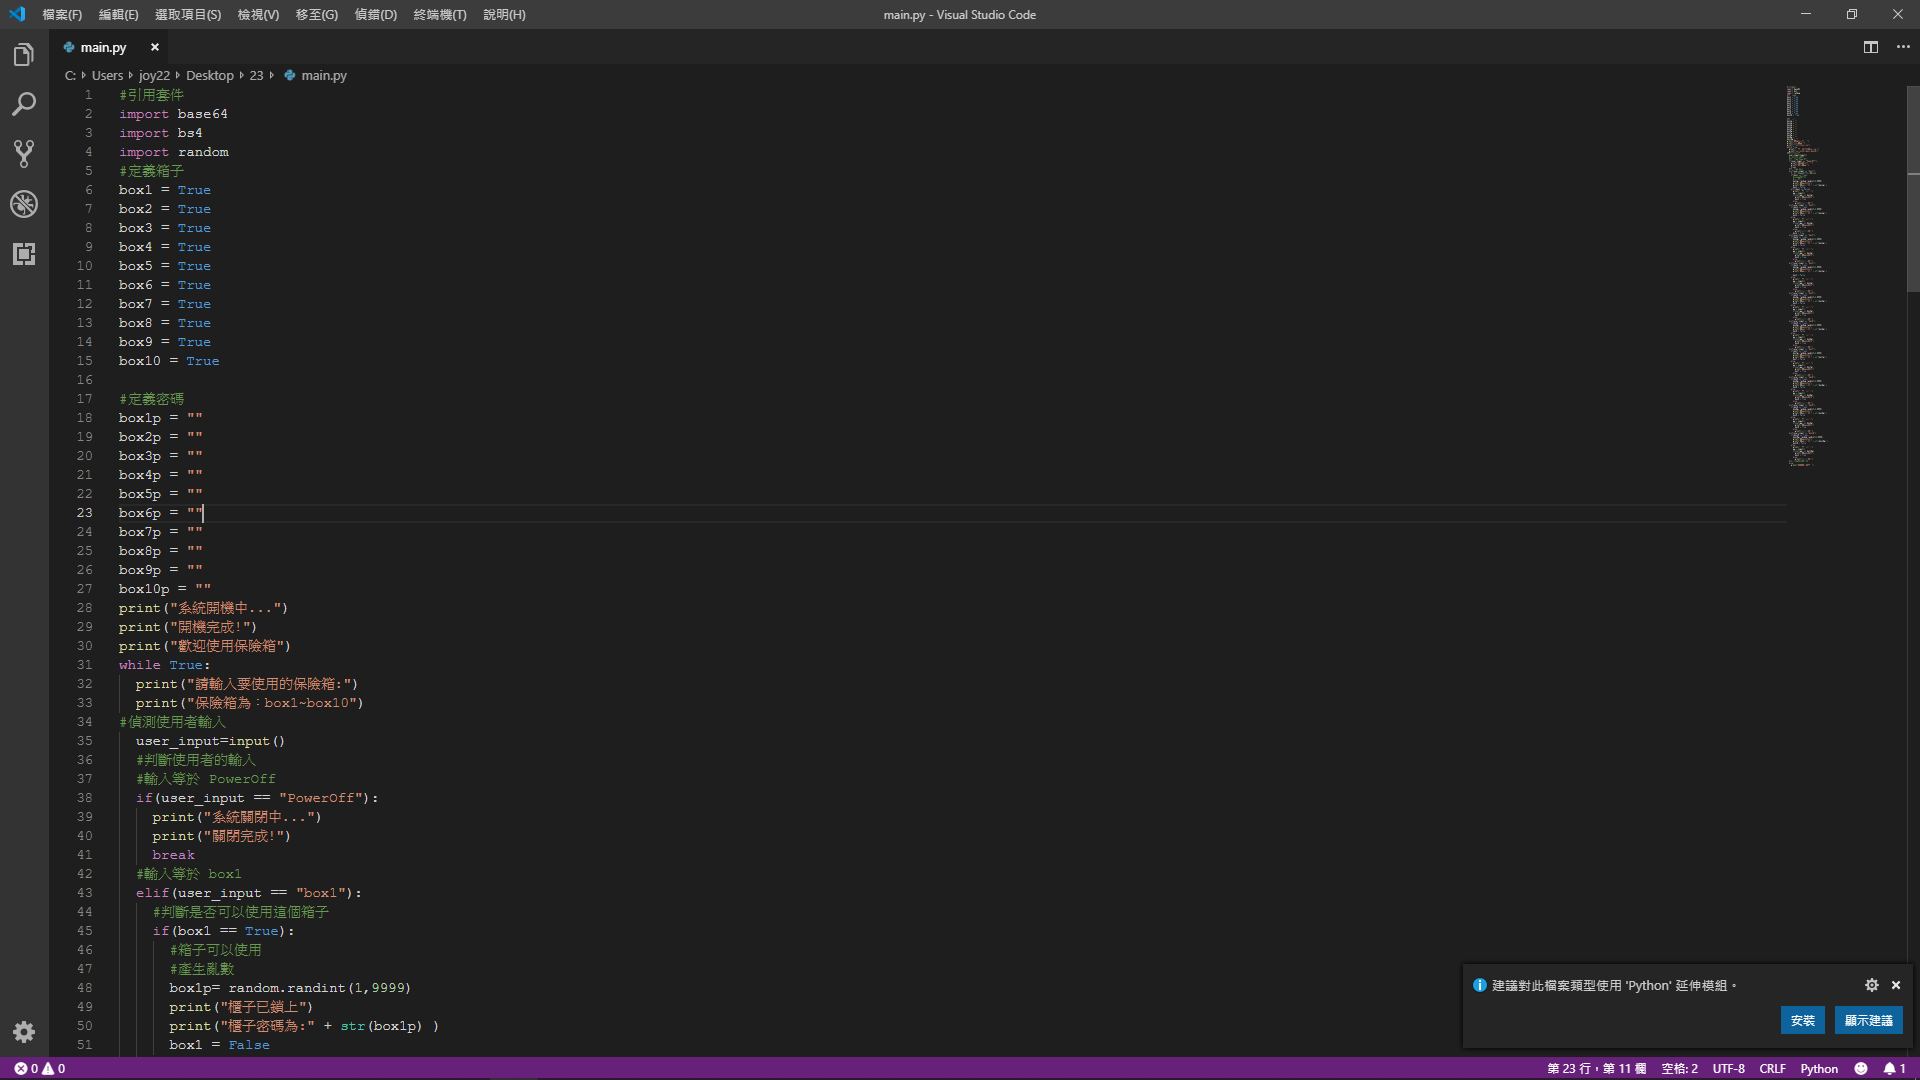 檔案(F) 編輯(E) 選取項目(S) 檢視(V) 移至(G) 偵錯(D) 終端機(T) 說明(H) main.py - Visual Studio Code
main.py
C: Users joy22 Desktop 23 main.py
1 #引用套件
2 import base64
3 import bs4
4 import random
5 #定義箱子
6 box1 = True
7 box2 = True
8 box3 = True
9 box4 = True
10 box5 = True
11 box6 = True
12 box7 = True
13 box8 = True
14 box9 = True
15 box10 = True
16
17 #定義密碼
18 box1p = ""
19 box2p = ""
20 box3p = ""
21 box4p = ""
22 box5p = ""
23 box6p = ""
24 box7p = ""
25 box8p = ""
26 box9p = ""
27 box10p = ""
28 print("系統開機中...")
29 print("開機完成!")
30 print("歡迎使用保險箱")
31 while True:
32 print("請輸入要使用的保險箱:")
33 print("保險箱為：box1~box10")
34 #偵測使用者輸入
35 user_input=input()
36 #判斷使用者的輸入
37 #輸入等於 PowerOff
38 if(user_input == "PowerOff"):
39 print("系統關閉中...")
40 print("關閉完成!")
41 break
42 #輸入等於 box1
43 elif(user_input == "box1"):
44 #判斷是否可以使用這個箱子
45 if(box1 == True):
46 #箱子可以使用
47 #產生亂數
48 box1p= random.randint(1,9999)
49 print("櫃子已鎖上")
50 print("櫃子密碼為:" + str(box1p) )
51 box1 = False
建議對此檔案類型使用 'Python' 延伸模組。
安裝 顯示建議
0 0 第 23 行，第 11 欄 空格: 2 UTF-8 CRLF Python 1